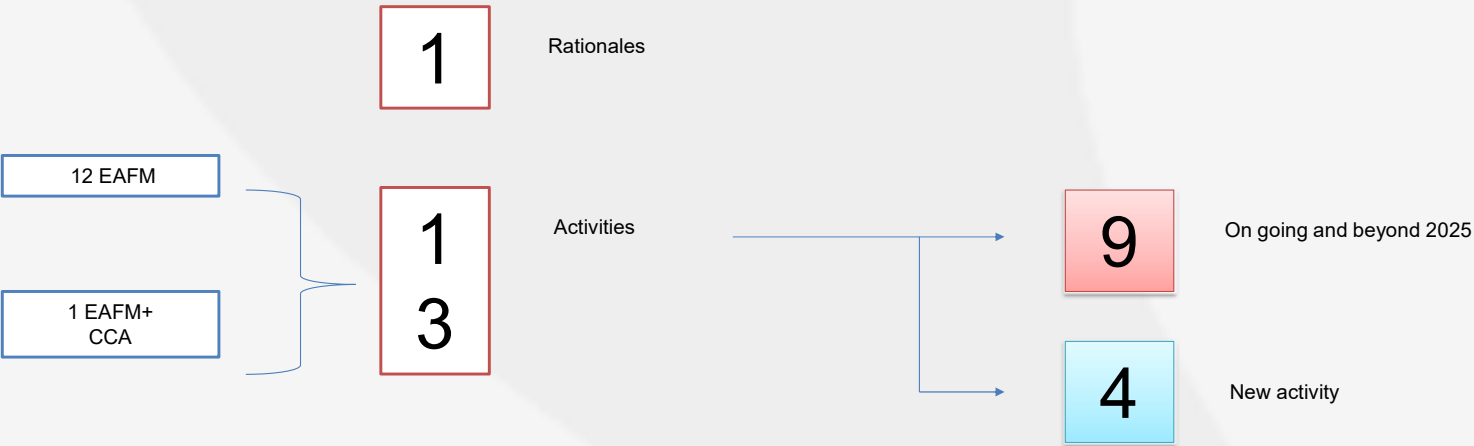 1
Rationales
12 EAFM
1 EAFM+
CCA
1
3
Activities
9
On going and beyond 2025
4
New activity